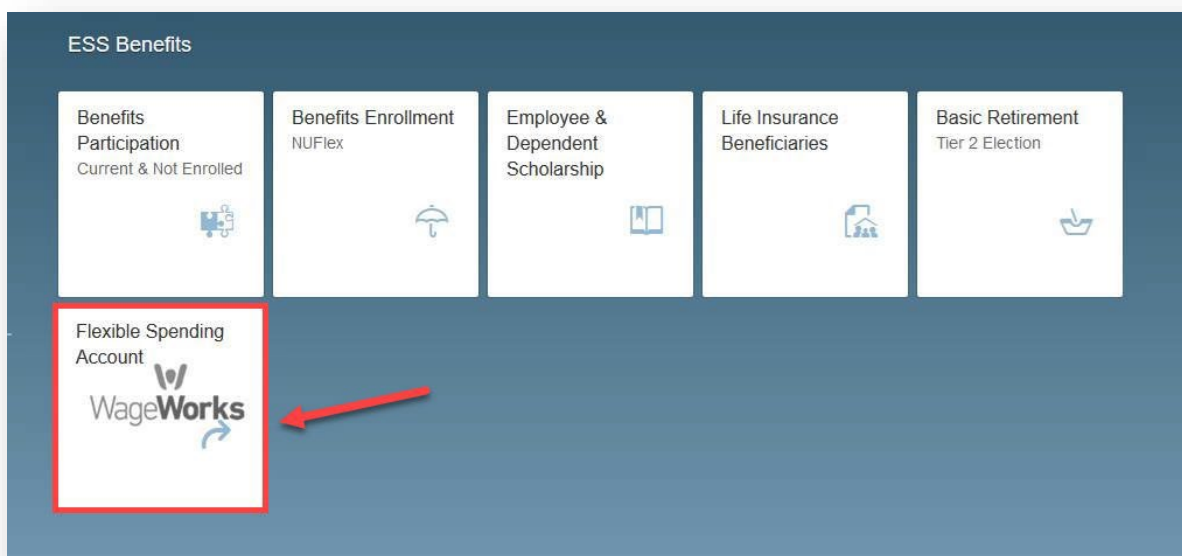 ESS Benefits
Benefits
Participation
Current & Not Enrolled
Benefits Enrollment
NUFlex
Employee &
Dependent
Scholarship
Life Insurance
Beneficiaries
Basic Retirement
Tier 2 Election
Flexible Spending
Account
WageWorks